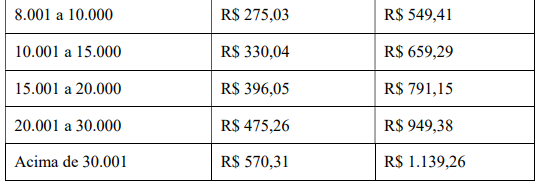 8.001 a 10.000 R$ 275,03 R$ 549,41
10.001 a 15.000 R$ 330,04 R$ 659,29
15.001 a 20.000 R$ 396,05 R$ 791,15
20.001 a 30.000 R$ 475,26 R$ 949,38
Acima de 30.001 R$ 570,31 R$ 1.139,26